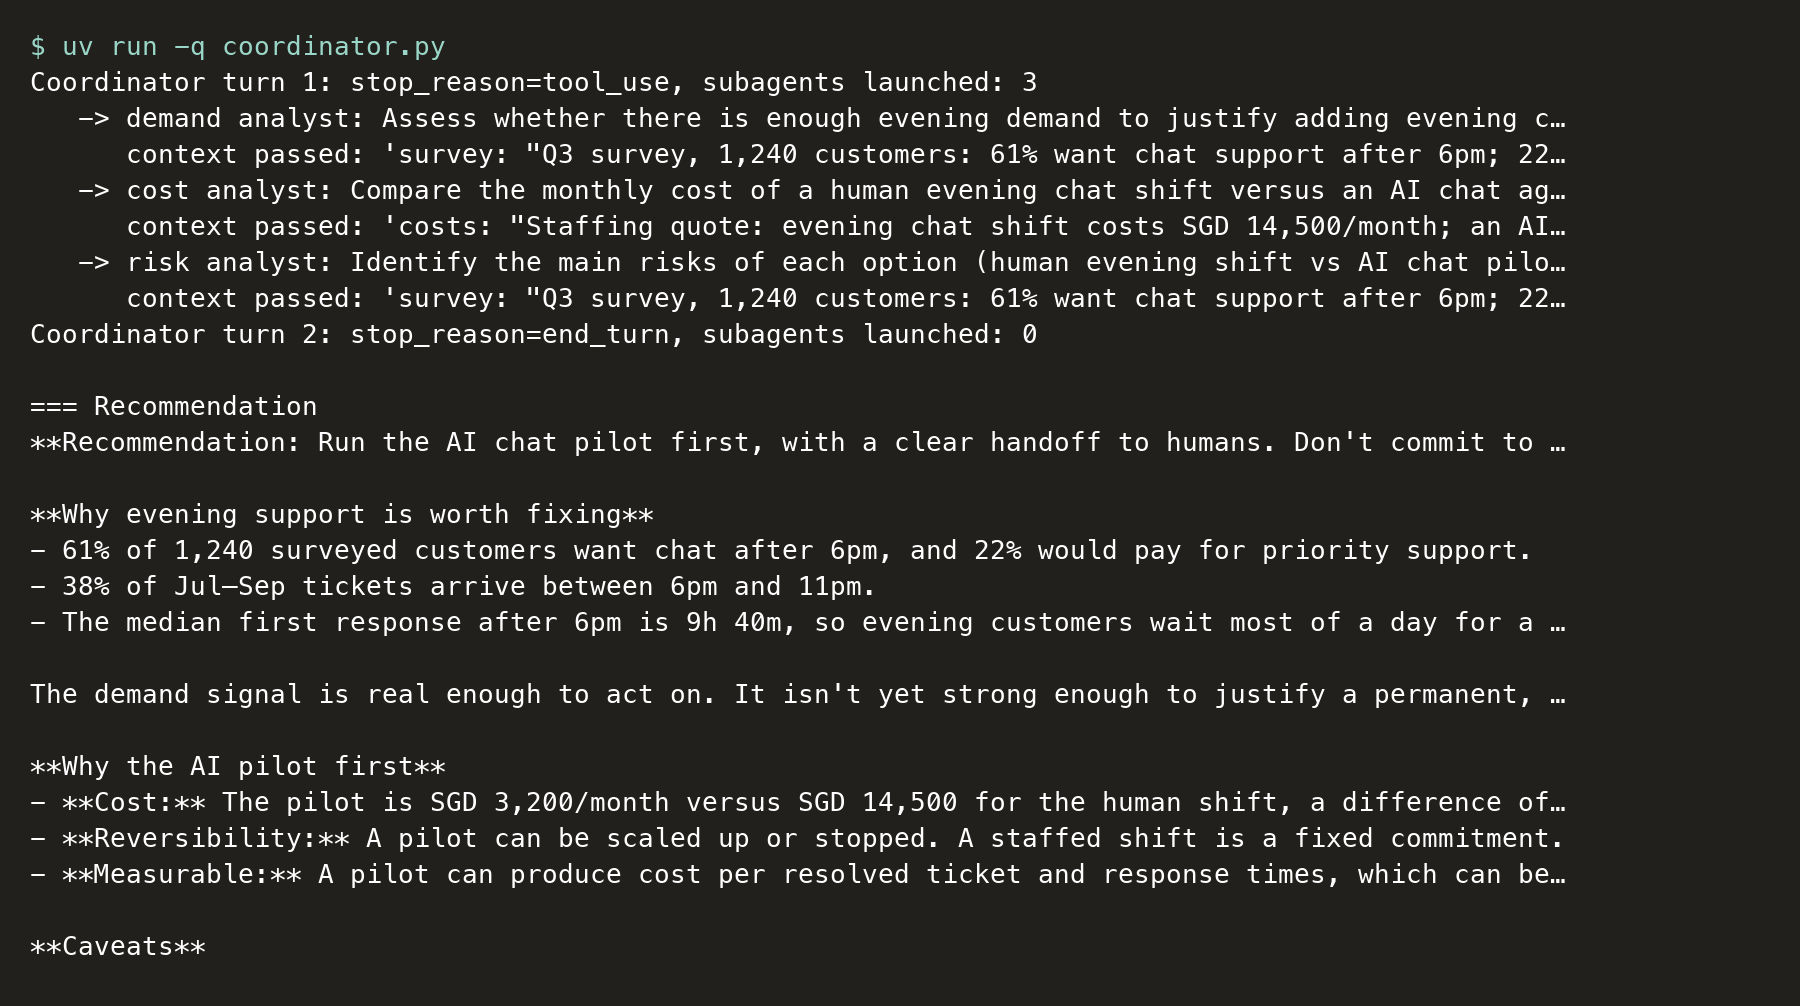 $ uv run -q coordinator.py
Coordinator turn 1: stop_reason=tool_use, subagents launched: 3
   -> demand analyst: Assess whether there is enough evening demand to justify adding evening c…
      context passed: 'survey: "Q3 survey, 1,240 customers: 61% want chat support after 6pm; 22…
   -> cost analyst: Compare the monthly cost of a human evening chat shift versus an AI chat ag…
      context passed: 'costs: "Staffing quote: evening chat shift costs SGD 14,500/month; an AI…
   -> risk analyst: Identify the main risks of each option (human evening shift vs AI chat pilo…
      context passed: 'survey: "Q3 survey, 1,240 customers: 61% want chat support after 6pm; 22…
Coordinator turn 2: stop_reason=end_turn, subagents launched: 0

=== Recommendation
**Recommendation: Run the AI chat pilot first, with a clear handoff to humans. Don't commit to …

**Why evening support is worth fixing**
- 61% of 1,240 surveyed customers want chat after 6pm, and 22% would pay for priority support.
- 38% of Jul–Sep tickets arrive between 6pm and 11pm.
- The median first response after 6pm is 9h 40m, so evening customers wait most of a day for a …

The demand signal is real enough to act on. It isn't yet strong enough to justify a permanent, …

**Why the AI pilot first**
- **Cost:** The pilot is SGD 3,200/month versus SGD 14,500 for the human shift, a difference of…
- **Reversibility:** A pilot can be scaled up or stopped. A staffed shift is a fixed commitment.
- **Measurable:** A pilot can produce cost per resolved ticket and response times, which can be…

**Caveats**